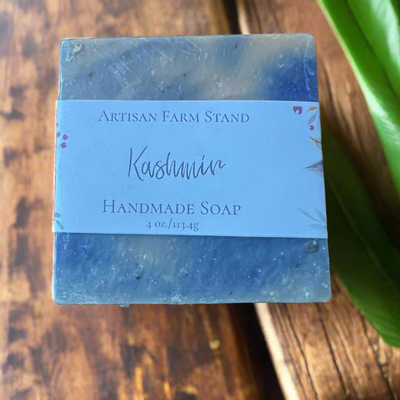 Artisan Farm Stand
Kashmir
Handmade Soap
4 oz./113.4g